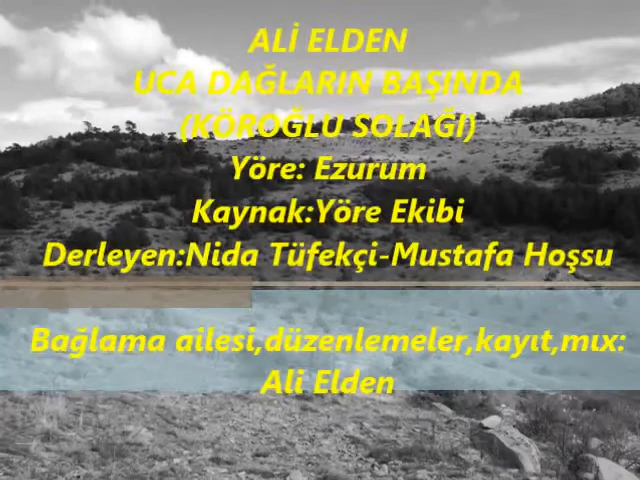 ALİ ELDEN
UCA DAĞLARIN BAŞINDA
(KÖROĞLU SOLAĞI)
Yöre: Ezurum
Kaynak:Yöre Ekibi
Derleyen:Nida Tüfekçi-Mustafa Hoşsu
Bağlama ailesi,düzenlemeler,kayıt,mıx:
Ali Elden